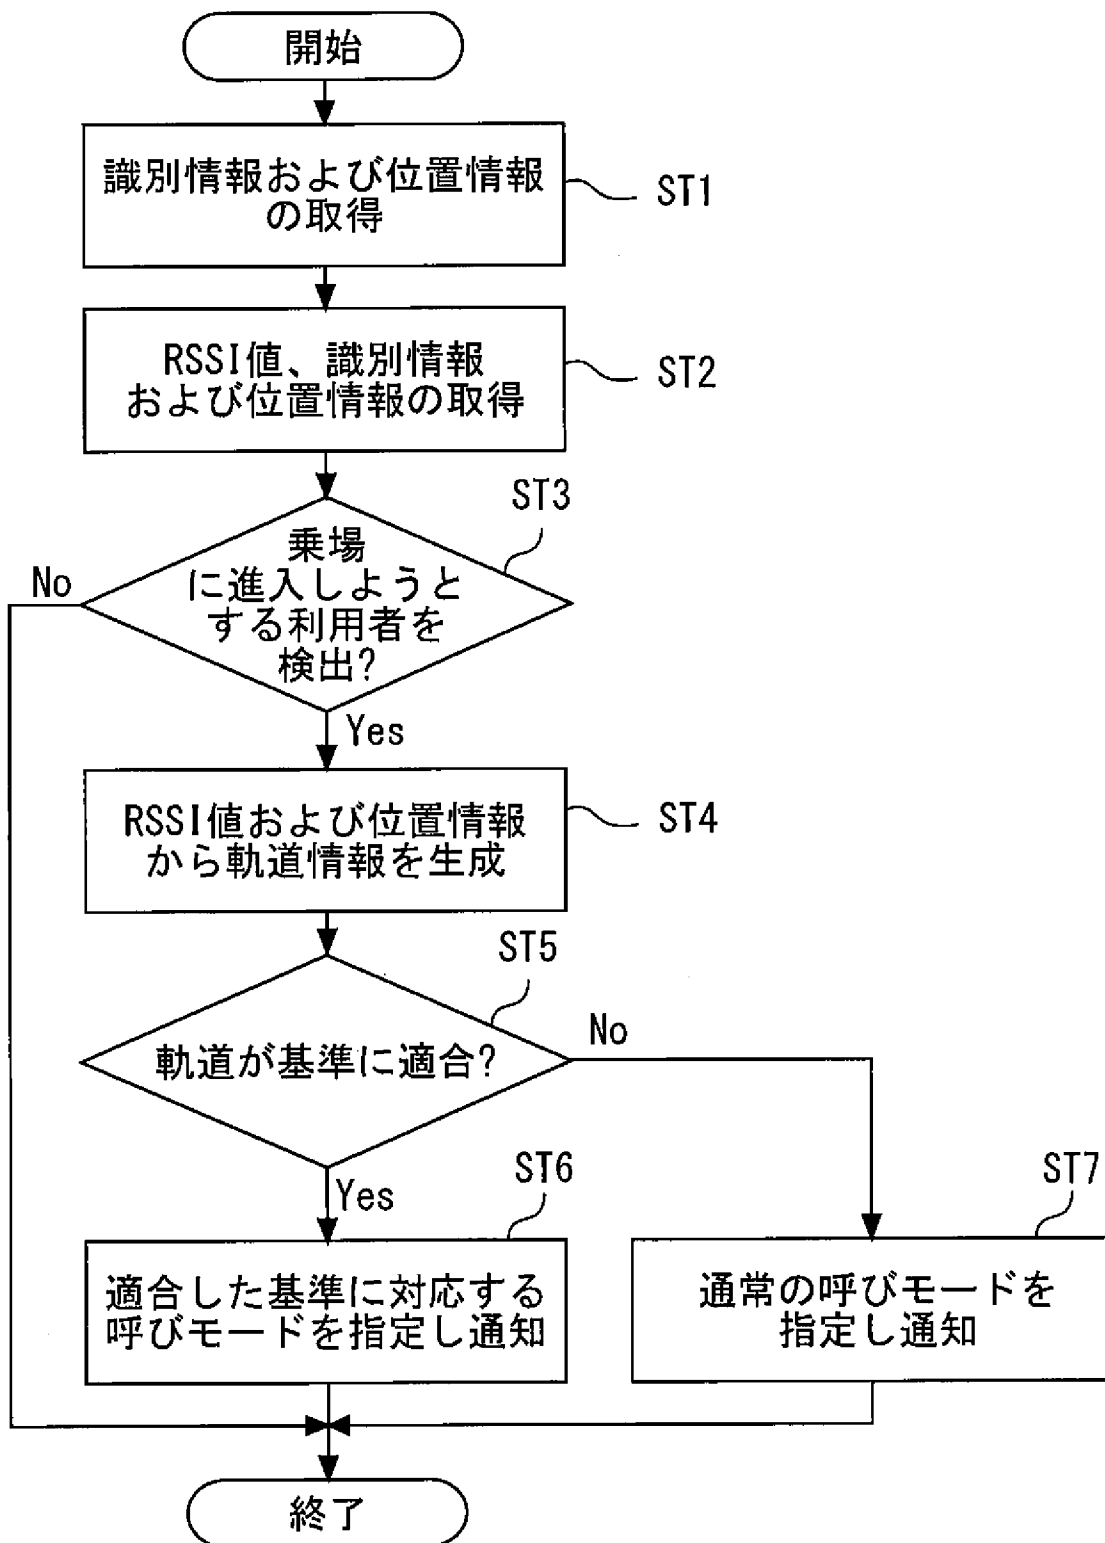 開始
識別情報および位置情報
の取得
ST1
RSSI値、識別情報
および位置情報の取得
ST2
ST3
乗場
に進入しようと
する利用者を
検出?
No
Yes
RSSI値および位置情報
から軌道情報を生成
ST4
ST5
軌道が基準に適合?
No
Yes
ST6
適合した基準に対応する
呼びモードを指定し通知
ST7
通常の呼びモードを
指定し通知
終了